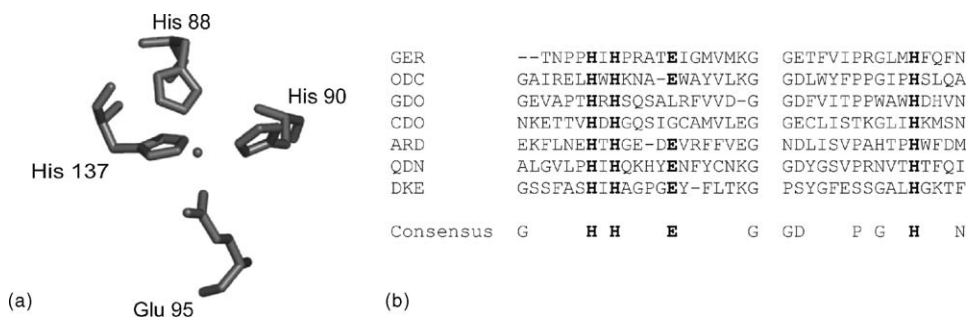 His 88
His 90
His 137
Glu 95
(a)
GER --TNPPHIHPRATEIGMVMKG GETFVIPRGLMHFQFN
ODC GAIRELHWHKNA-EWAYVLKG GDLWYFPPGIPHSLQA
GDO GEVAPTHRHSQSALRFVVD-G GDFVITPPWAWHDHVN
CDO NKETTVHDHGQSIGCAMVLEG GECLISTKGLIHKMSN
ARD EKFLNEHTHGE-DEVRFFVEG NDLISVPAHTPHWFDM
QDN ALGVLPHIHQKHYENFYCNKG GDYGSVPRNVTHTFQI
DKE GSSFASHIHAGPGEY-FLTKG PSYGFESSGALHGKTF
Consensus G H H E G GD P G H N
(b)